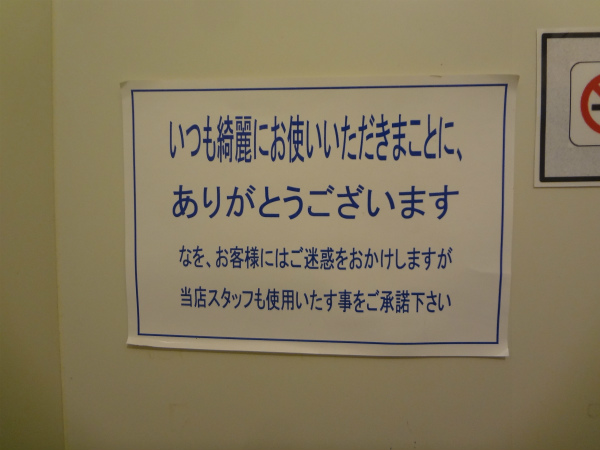 いつも綺麗にお使いいただきまことに、
ありがとうございます
なを、お客様にはご迷惑をおかけしますが
当店スタッフも使用いたす事をご承諾下さい